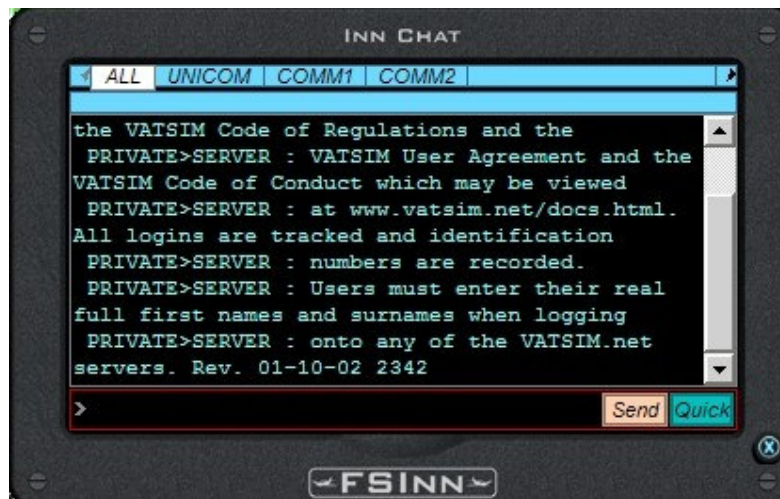 INN CHAT
ALL UNICOM COMM1 COMM2
the VATSIM Code of Regulations and the
PRIVATE>SERVER : VATSIM User Agreement and the
VATSIM Code of Conduct which may be viewed
PRIVATE>SERVER : at www.vatsim.net/docs.html.
All logins are tracked and identification
PRIVATE>SERVER : numbers are recorded.
PRIVATE>SERVER : Users must enter their real
full first names and surnames when logging
PRIVATE>SERVER : onto any of the VATSIM.net
servers. Rev. 01-10-02 2342
> Send Quick
X
FSINN